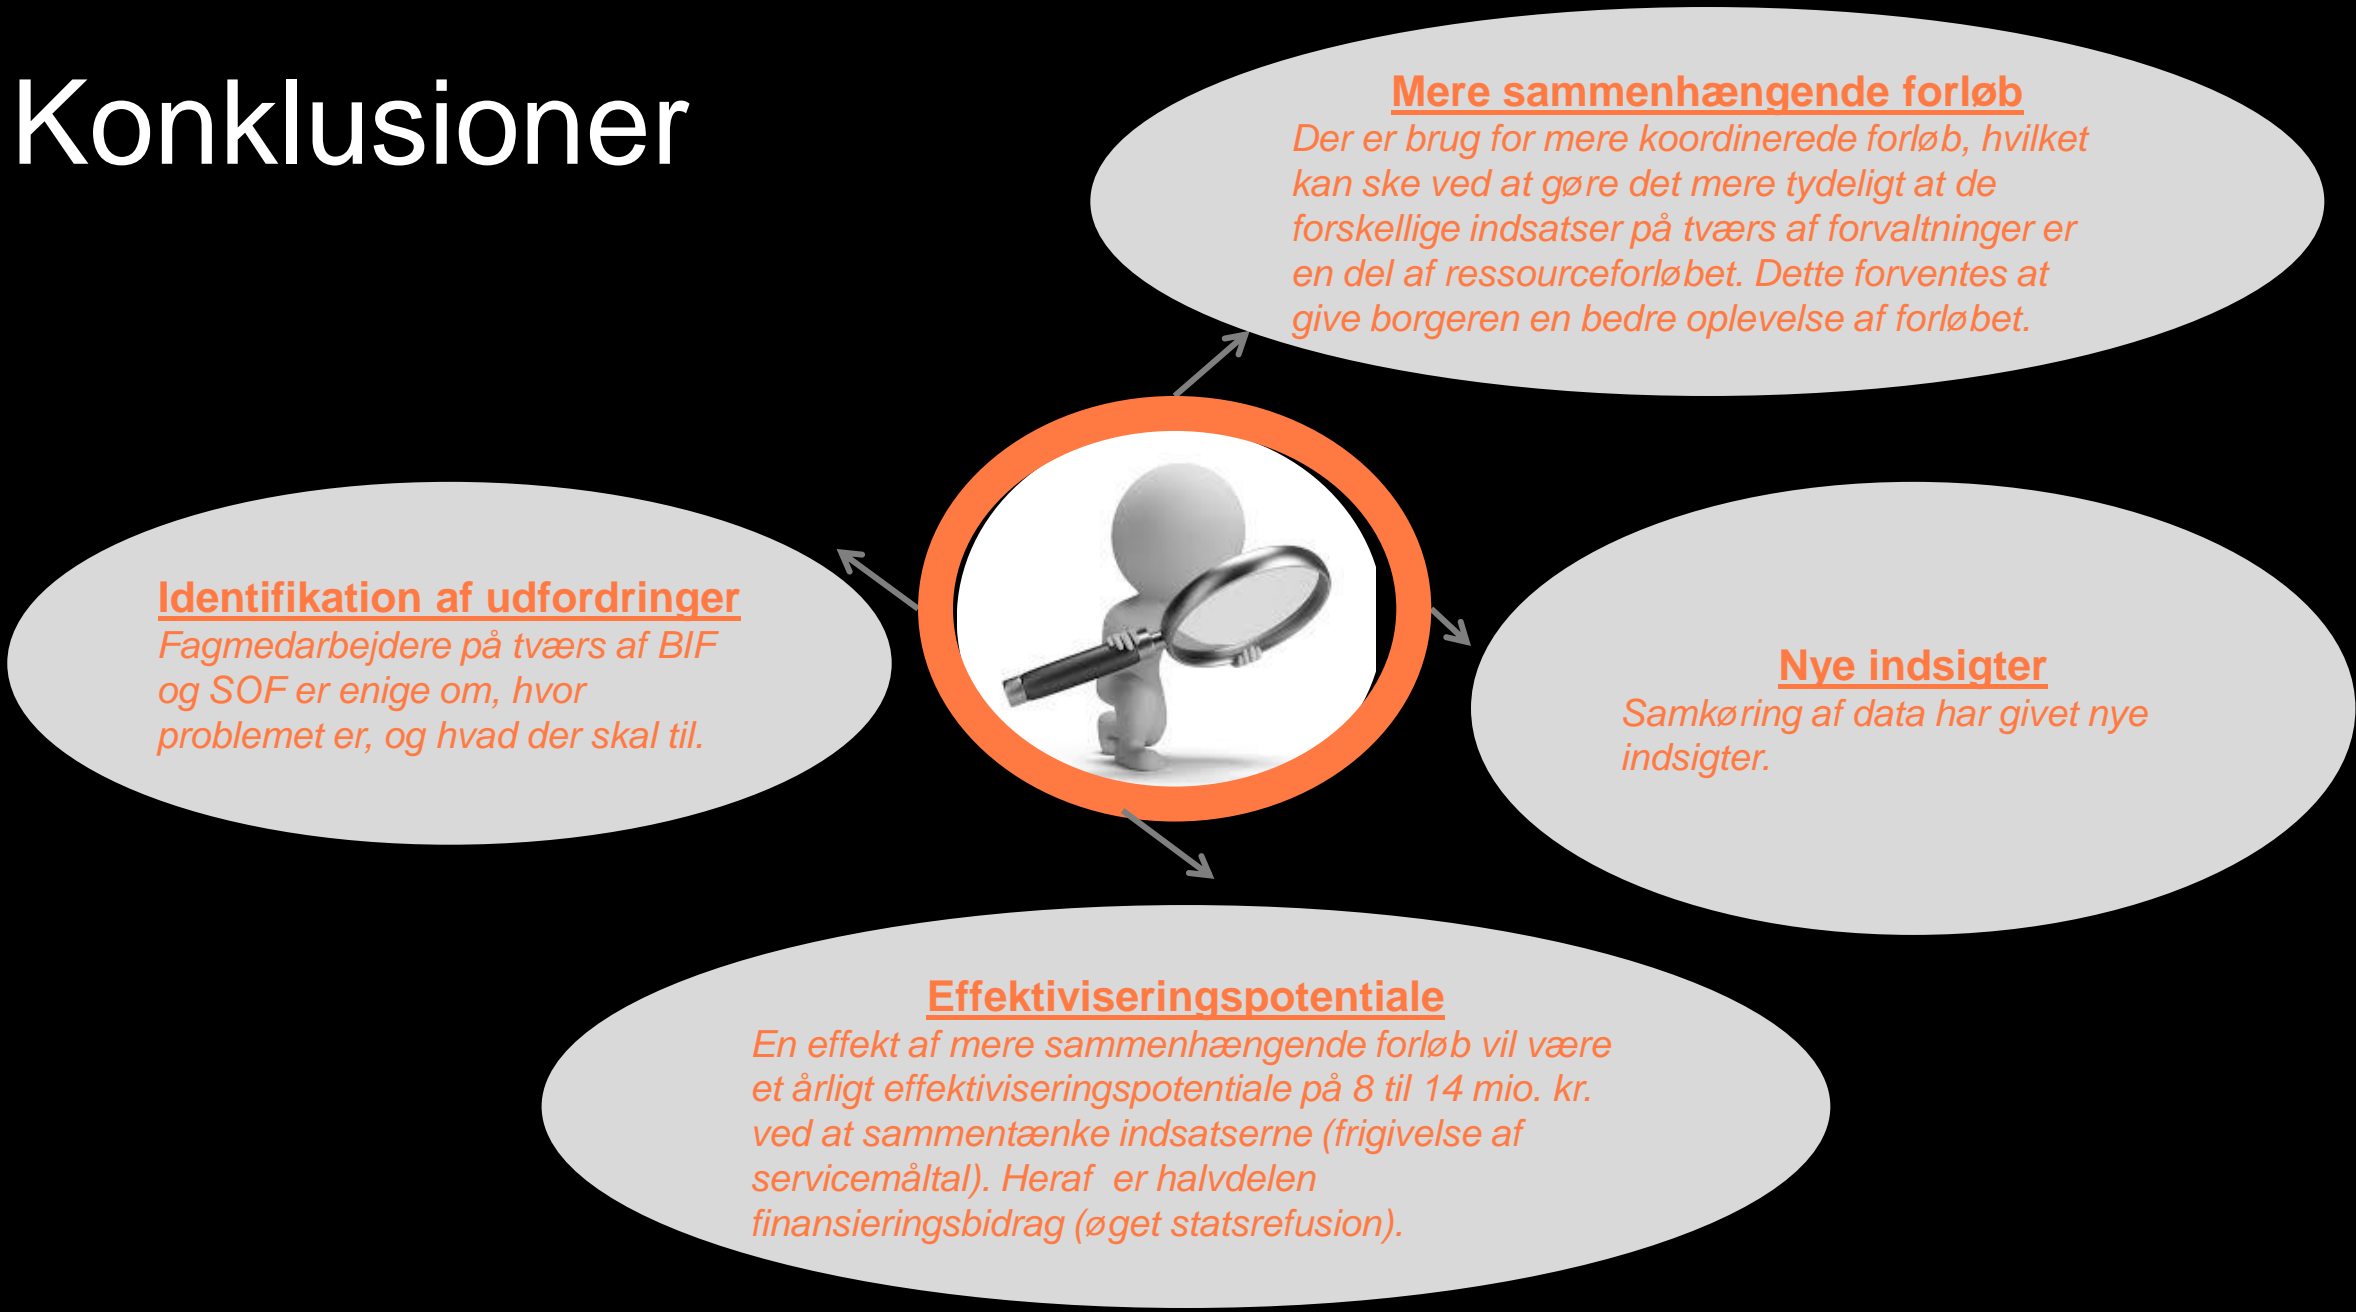 Konklusioner
Mere sammenhængende forløb
Der er brug for mere koordinerede forløb, hvilket
kan ske ved at gøre det mere tydeligt at de
forskellige indsatser på tværs af forvaltninger er
en del af ressourceforløbet. Dette forventes at
give borgeren en bedre oplevelse af forløbet.
Identifikation af udfordringer
Fagmedarbejdere på tværs af BIF
og SOF er enige om, hvor
problemet er, og hvad der skal til.
Nye indsigter
Samkøring af data har givet nye
indsigter.
Effektiviseringspotentiale
En effekt af mere sammenhængende forløb vil være
et årligt effektiviseringspotentiale på 8 til 14 mio. kr.
ved at sammentænke indsatserne (frigivelse af
servicemåltal). Heraf  er halvdelen
finansieringsbidrag (øget statsrefusion).